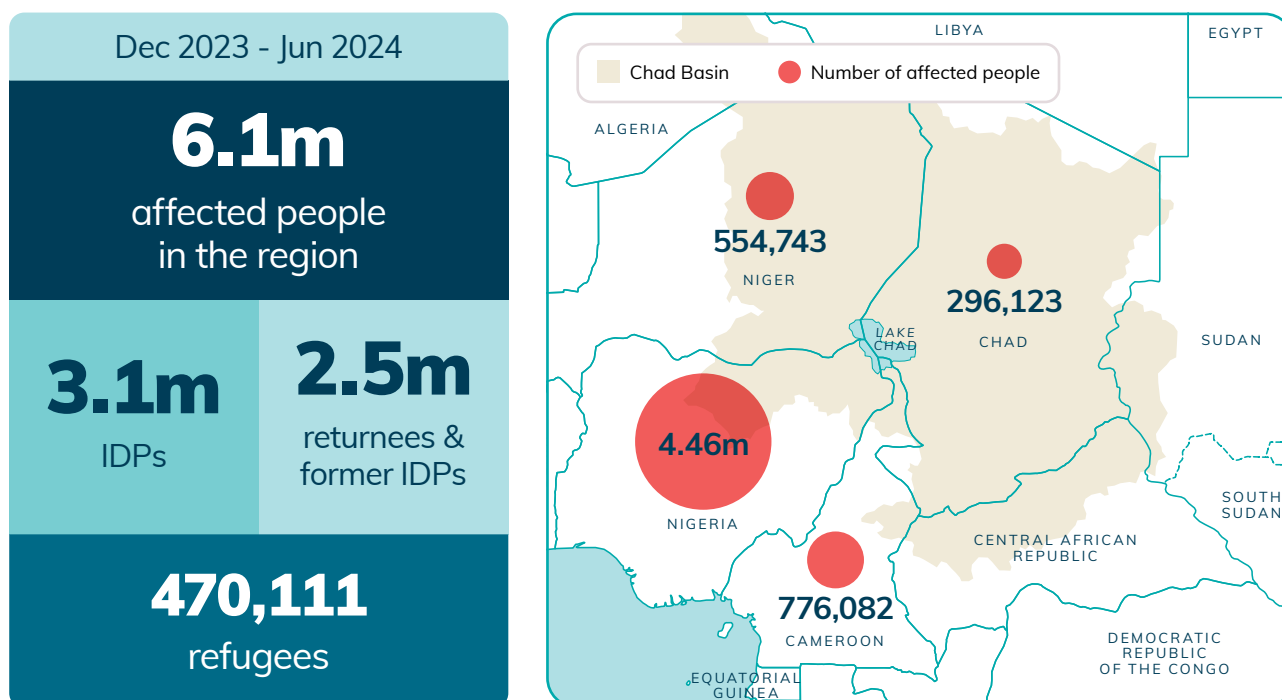 Dec 2023 - Jun 2024
6.1m
affected people
in the region
3.1m
IDPs
2.5m
returnees &
former IDPs
470,111
refugees
LIBYA
EGYPT
Chad Basin
Number of affected people
ALGERIA
554,743
NIGER
296,123
CHAD
LAKE
CHAD
SUDAN
4.46m
NIGERIA
SOUTH
SUDAN
CENTRAL AFRICAN
REPUBLIC
776,082
CAMEROON
DEMOCRATIC
REPUBLIC
OF THE CONGO
EQUATORIAL
GUINEA